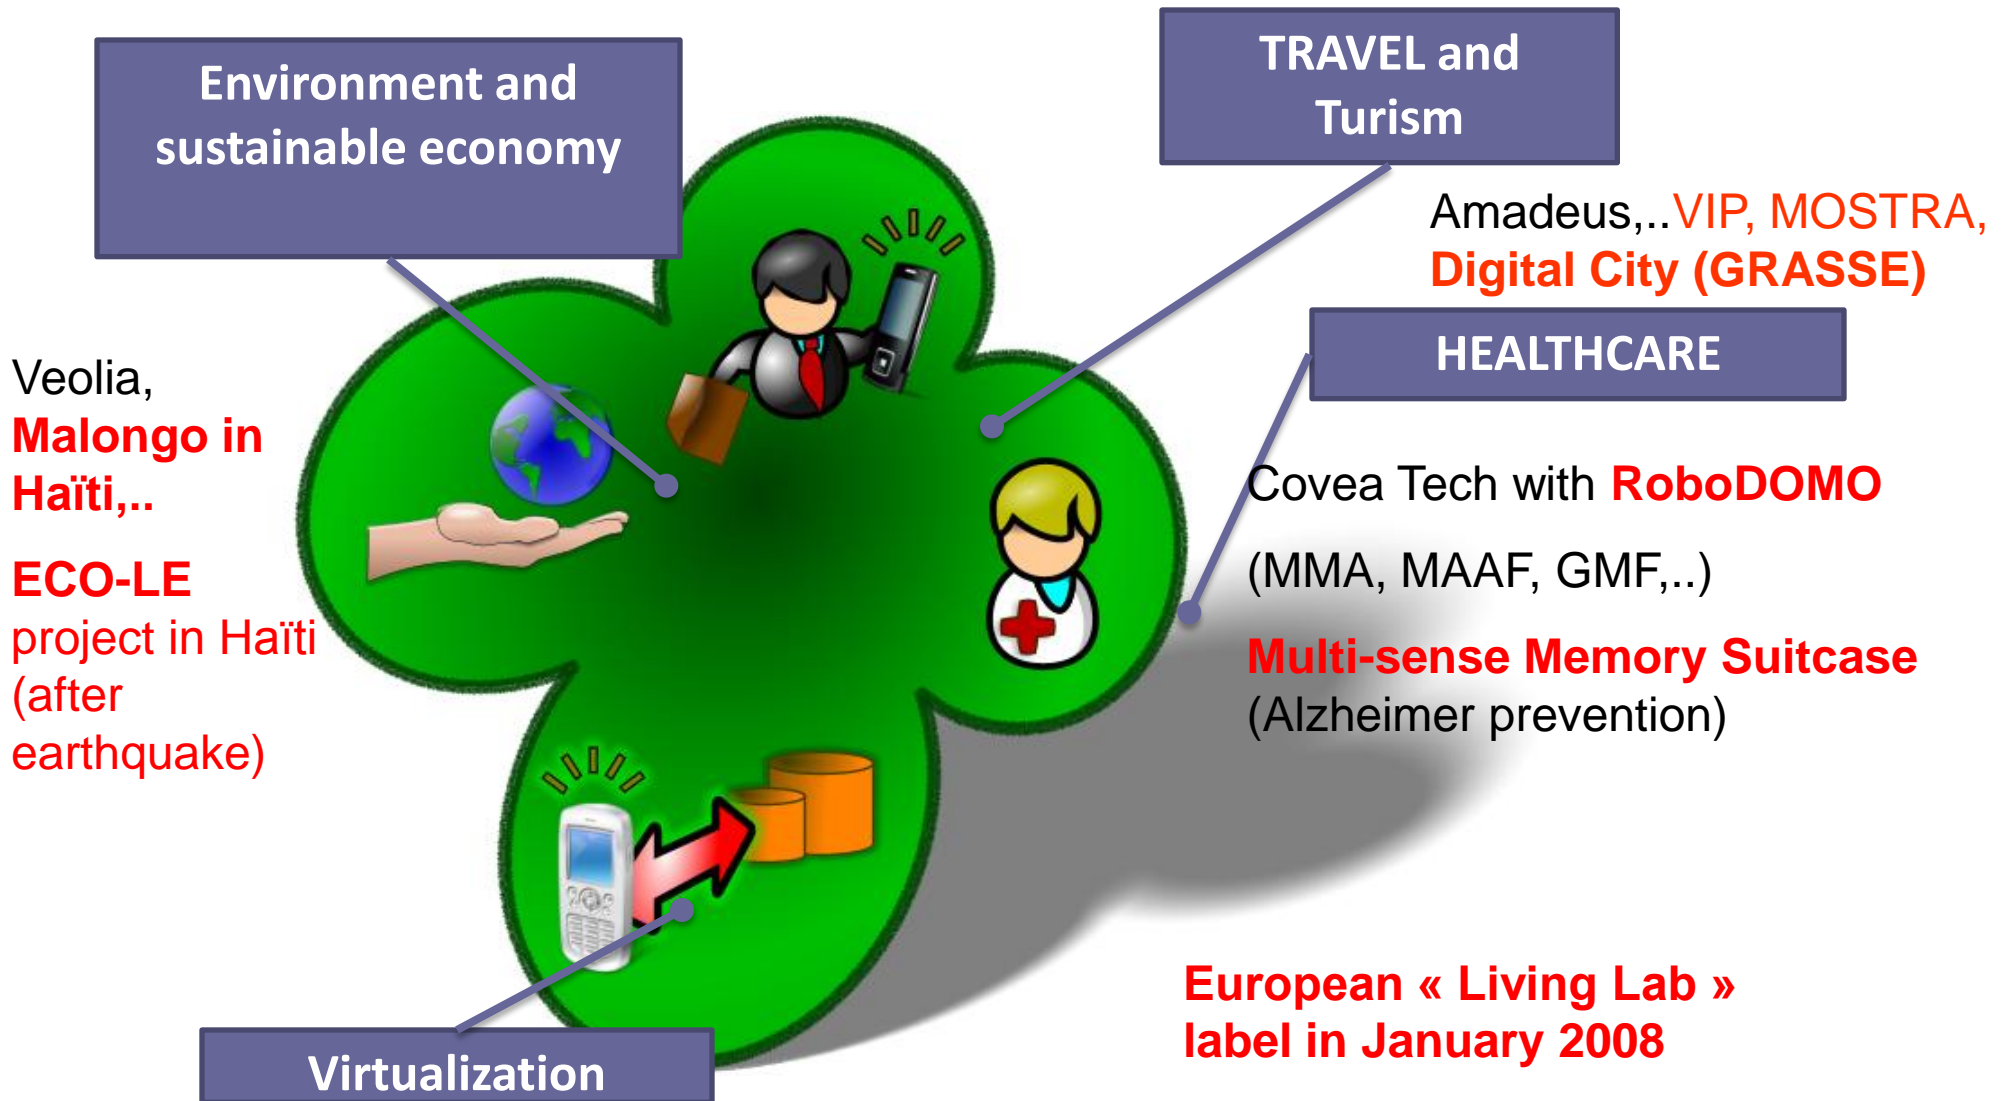 Environment and
sustainable economy
TRAVEL and
Turism
Amadeus,..VIP, MOSTRA,
Digital City (GRASSE)
HEALTHCARE
Veolia,
Malongo in
Haïti,..
ECO-LE
project in Haïti
(after
earthquake)
Covea Tech with RoboDOMO
(MMA, MAAF, GMF,..)
Multi-sense Memory Suitcase
(Alzheimer prevention)
European « Living Lab »
label in January 2008
Virtualization